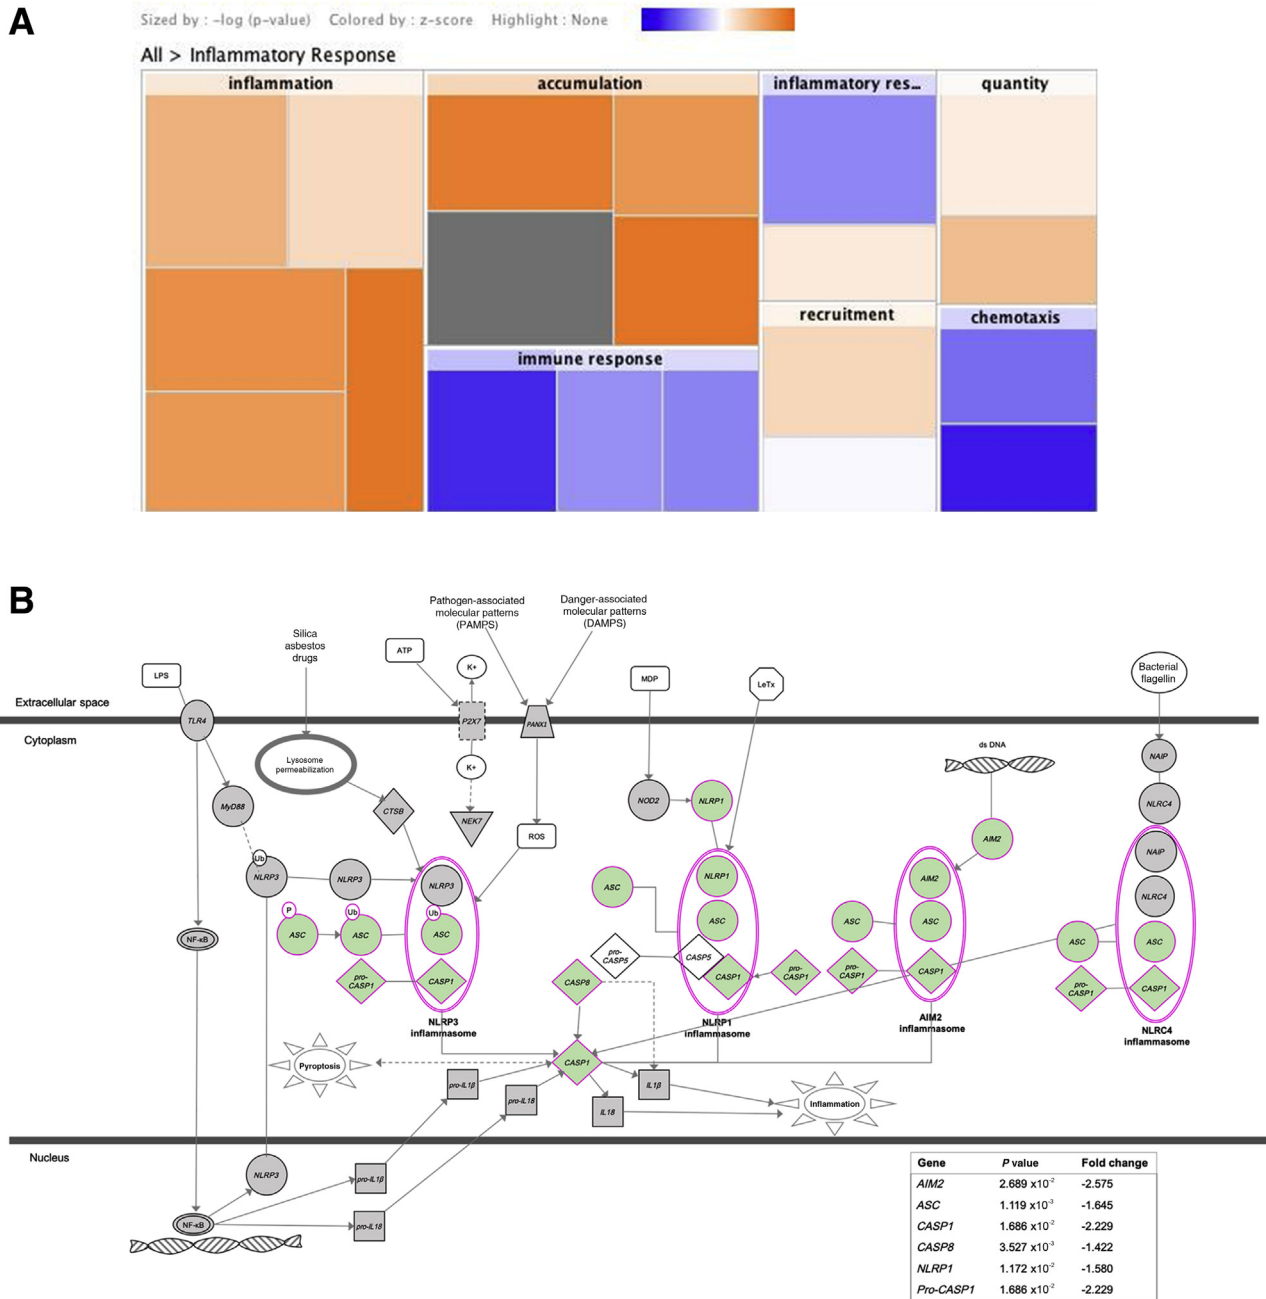 A
Sized by : -log (p-value) Colored by : z-score Highlight : None
All > Inflammatory Response
inflammation
accumulation
inflammatory res...
quantity
immune response
recruitment
chemotaxis
B
Pathogen-associated
molecular patterns
(PAMPS)
Danger-associated
molecular patterns
(DAMPS)
Silica
asbestos
drugs
ATP
K+
LPS
MDP
LeTx
Bacterial
flagellin
Extracellular space
TLR4
P2X7
PANX1
Cytoplasm
Lysosome
permeabilization
K+
ds DNA
NAIP
MyD88
CTSB
NEK7
ROS
NOD2
NLRP1
NLRC4
AIM2
Ub
NLRP3
NLRP3
NLRP3
ASC
NLRP1
AIM2
NAIP
NLRC4
P
ASC
Ub
ASC
Ub
ASC
ASC
ASC
ASC
ASC
ASC
NF-κB
pro-
CASP1
CASP1
CASP8
pro-
CASP5
CASP5
CASP1
pro-
CASP1
pro-
CASP1
CASP1
pro-
CASP1
CASP1
NLRP3
inflammasome
NLRP1
inflammasome
AIM2
inflammasome
NLRC4
inflammasome
Pyroptosis
CASP1
pro-IL1β
pro-IL18
IL1β
IL18
Inflammation
Nucleus
NLRP3
pro-IL1β
NF-κB
pro-IL18
Gene P value Fold change
AIM2 2.689 x10⁻² -2.575
ASC 1.119 x10⁻³ -1.645
CASP1 1.686 x10⁻² -2.229
CASP8 3.527 x10⁻³ -1.422
NLRP1 1.172 x10⁻² -1.580
Pro-CASP1 1.686 x10⁻² -2.229